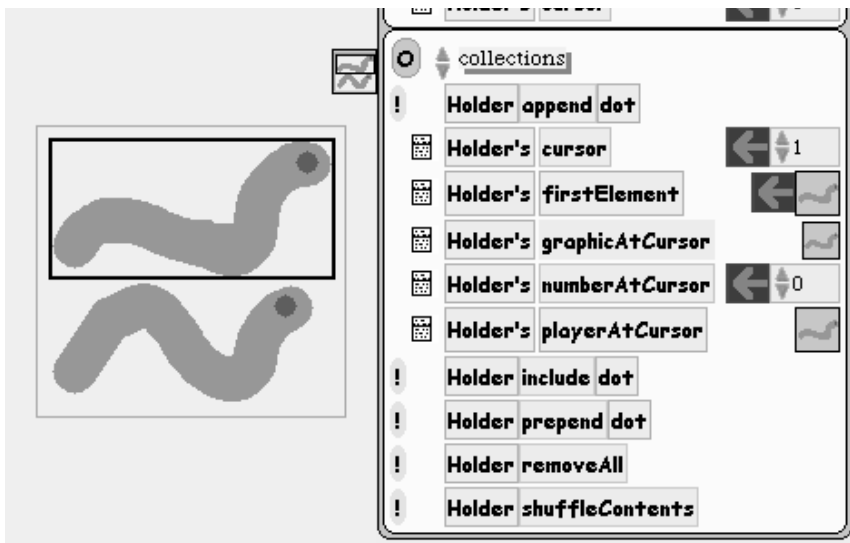 collections
! Holder append dot
Holder's cursor 1
Holder's firstElement
Holder's graphicAtCursor
Holder's numberAtCursor 0
Holder's playerAtCursor
! Holder include dot
! Holder prepend dot
! Holder removeAll
! Holder shuffleContents